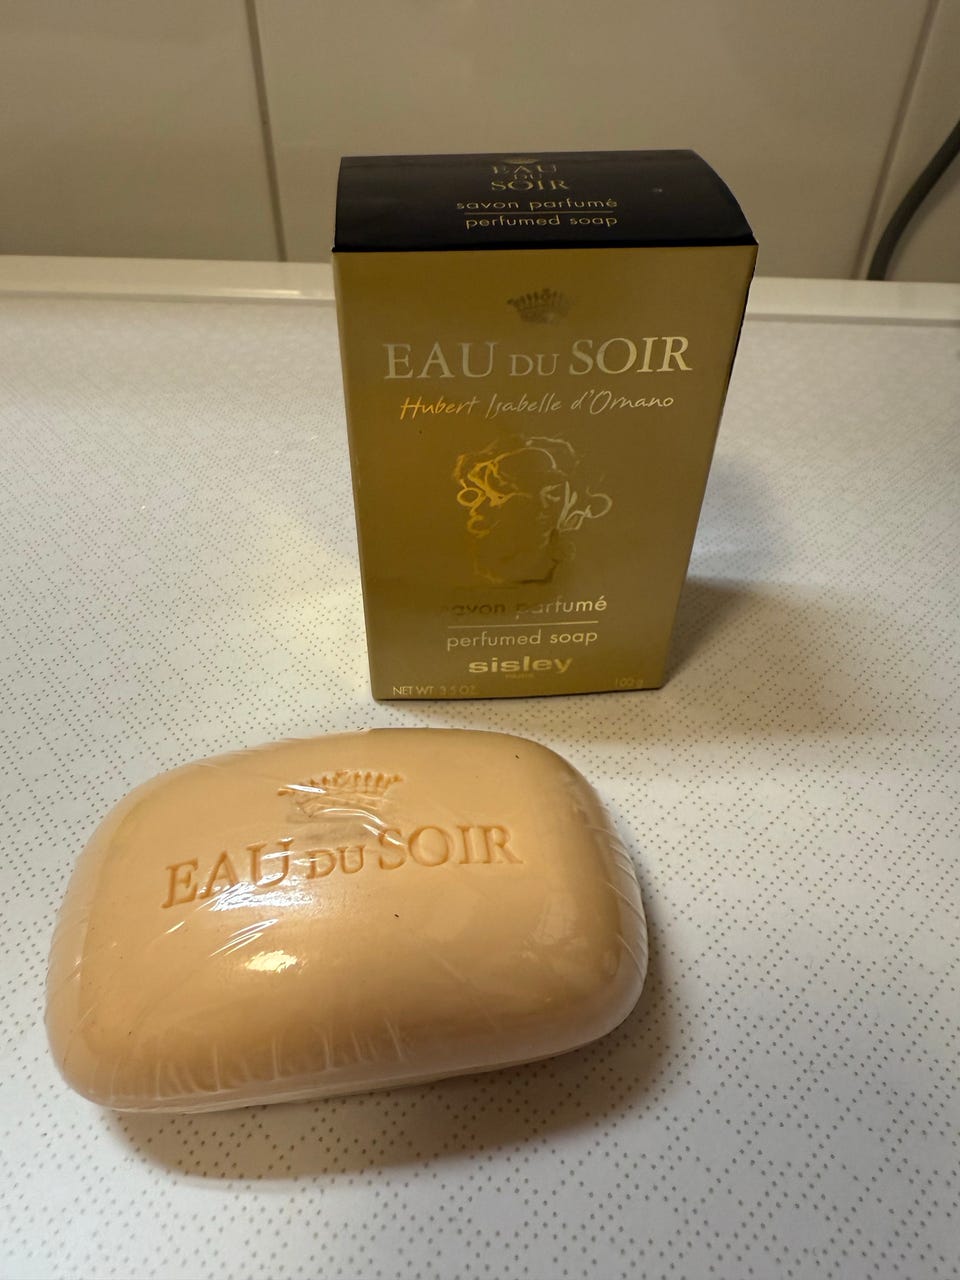 EAU
DU
SOIR
savon parfumé
perfumed soap
EAU DU SOIR
Hubert Isabelle d'Ornano
savon parfumé
perfumed soap
sisley
PARIS
NET WT. 3.5 OZ. 100 g
EAU DU SOIR